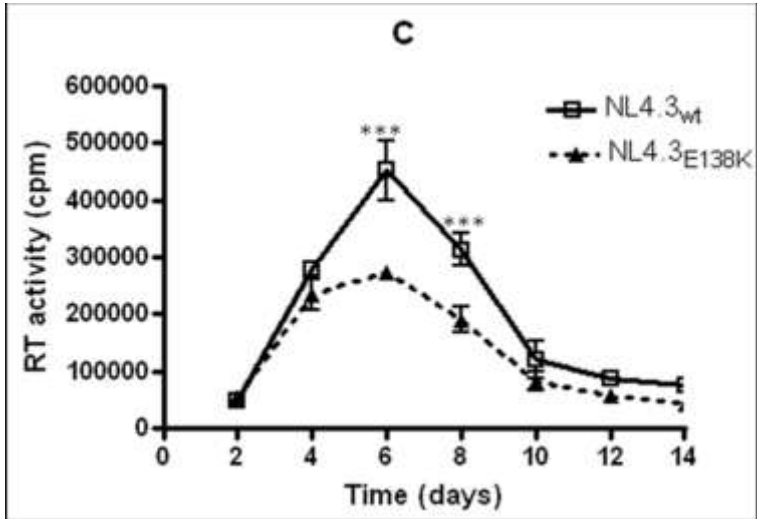 C
600000
500000
400000
300000
200000
100000
0
RT activity (cpm)
***
***
NL4.3wt
NL4.3E138K
0 2 4 6 8 10 12 14
Time (days)